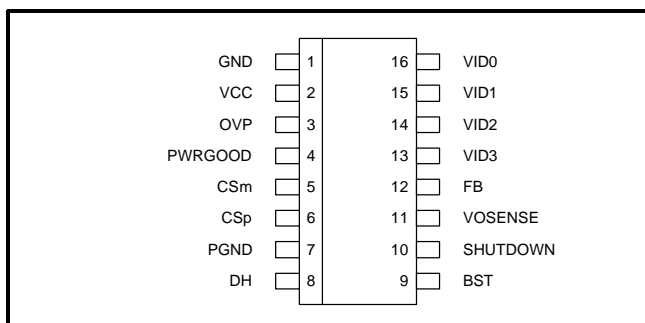 GND 1 16 VID0
VCC 2 15 VID1
OVP 3 14 VID2
PWRGOOD 4 13 VID3
CSm 5 12 FB
CSp 6 11 VOSENSE
PGND 7 10 SHUTDOWN
DH 8 9 BST